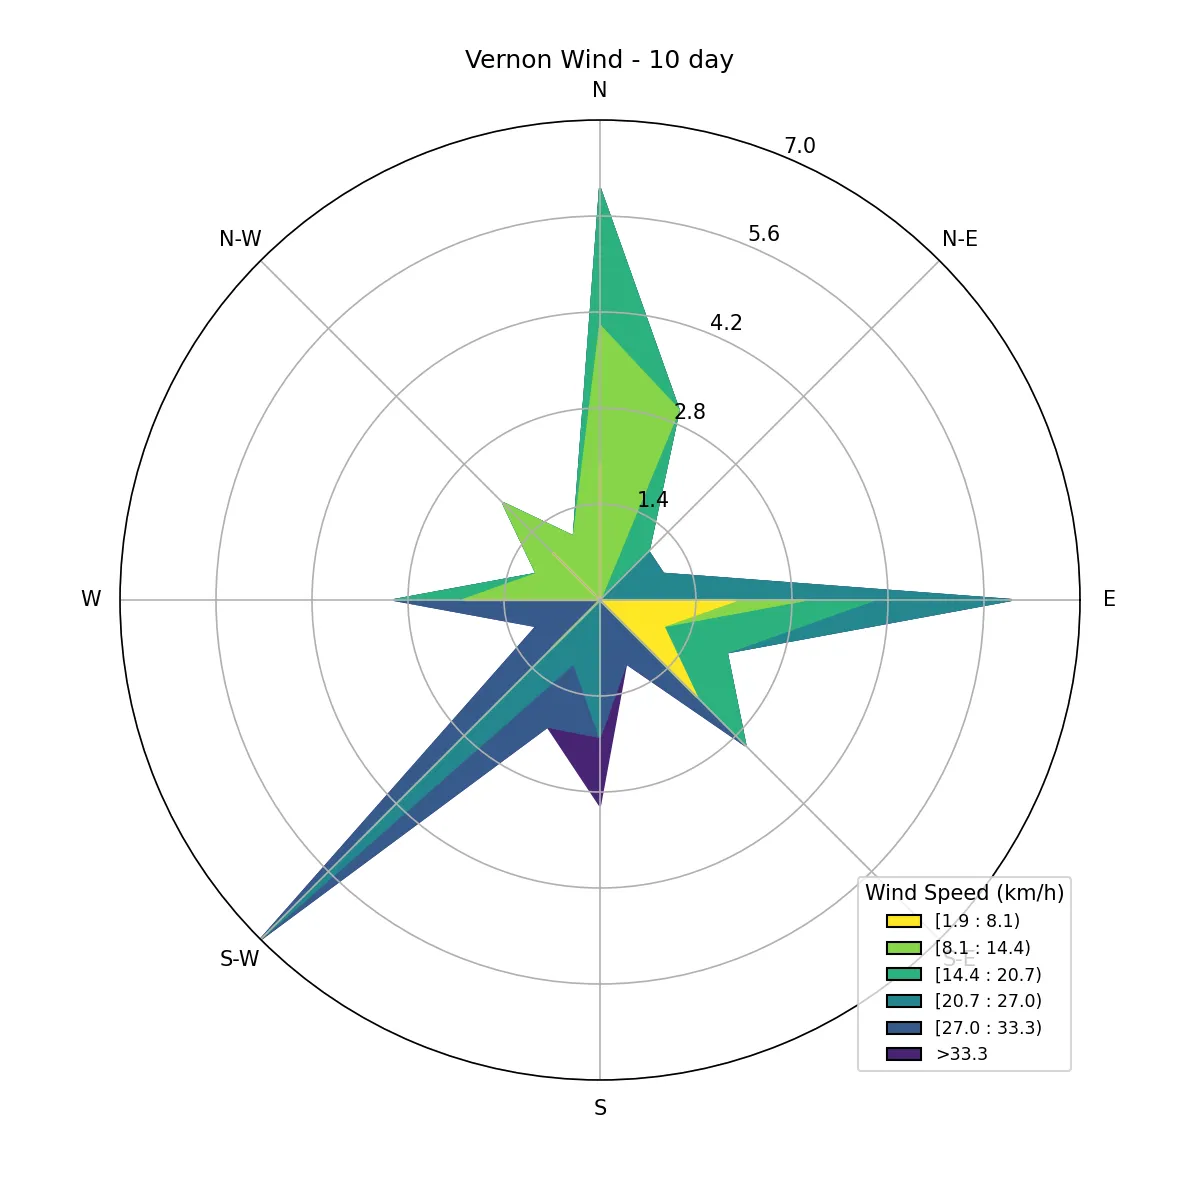 Vernon Wind - 10 day
N
7.0
5.6
N-W
N-E
4.2
2.8
1.4
W
E
S-W
S-E
Wind Speed (km/h)
[1.9 : 8.1)
[8.1 : 14.4)
[14.4 : 20.7)
[20.7 : 27.0)
[27.0 : 33.3)
>33.3
S